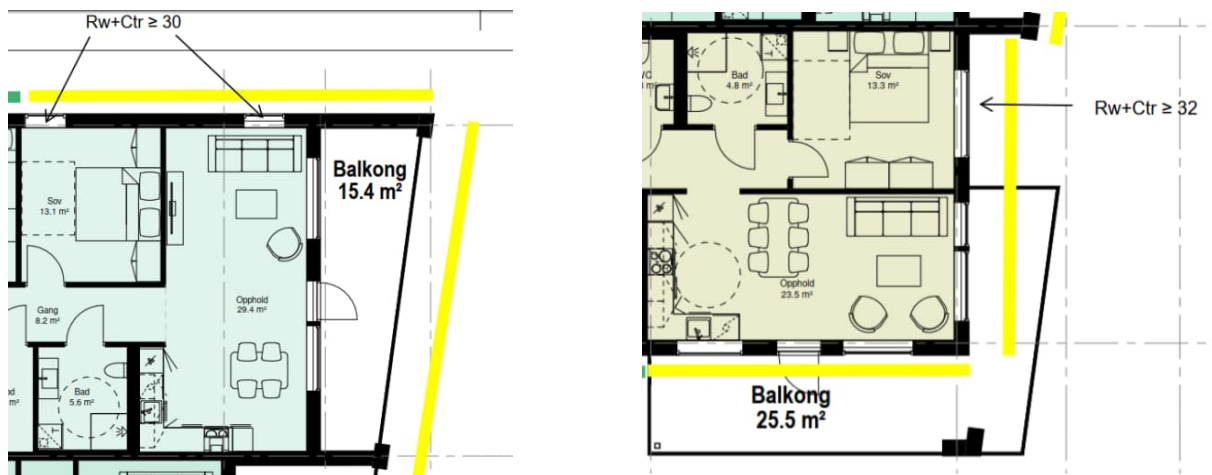 Rw+Ctr ≥ 30
Balkong
15.4 m²
Sov
13.1 m²
Opphold
29.4 m²
Gang
8.2 m²
Bad
5.6 m²
Bad
4.8 m²
Sov
13.3 m²
Rw+Ctr ≥ 32
Opphold
23.5 m²
Balkong
25.5 m²